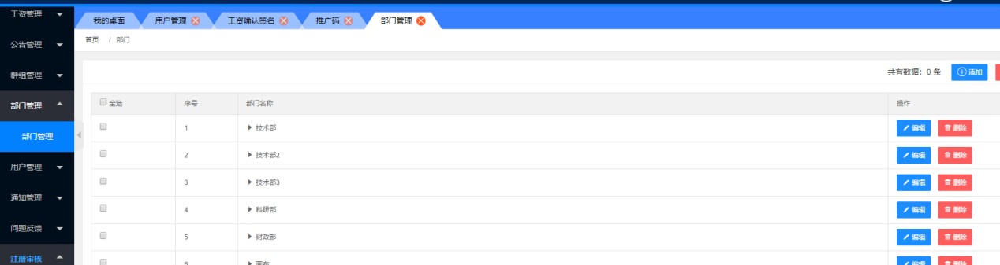 工资管理
公告管理
群组管理
部门管理
部门管理
用户管理
通知管理
问题反馈
注册审核
我的桌面 用户管理 工资确认签名 推广码 部门管理
首页 / 部门
共有数据：0 条 添加
全选 序号 部门名称 操作
1 技术部 编辑 删除
2 技术部2 编辑 删除
3 技术部3 编辑 删除
4 科研部 编辑 删除
5 财政部 编辑 删除
6 编辑 删除